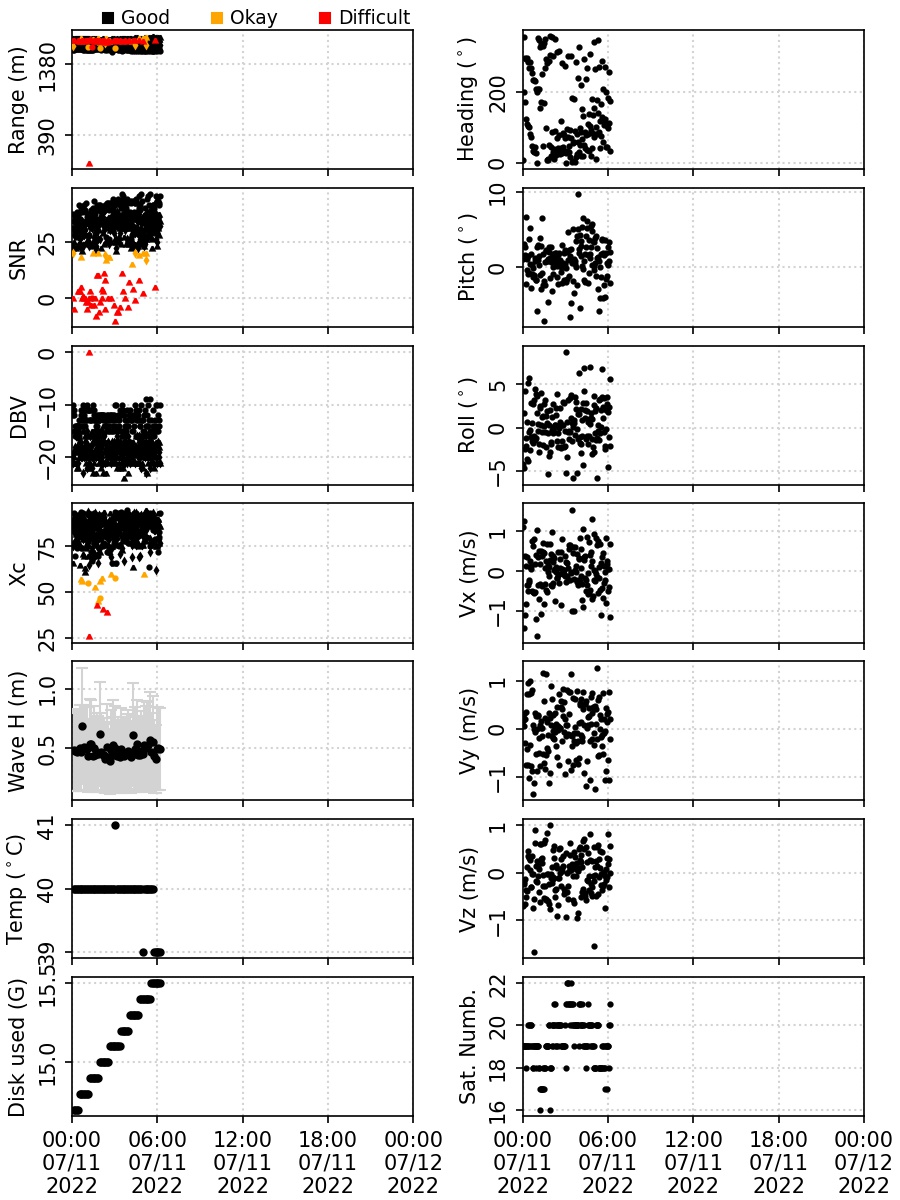 Good Okay Difficult
Range (m)
1380
390
Heading (°)
200
0
SNR
25
0
Pitch (°)
10
0
DBV
0
−10
−20
Roll (°)
5
0
−5
Xc
75
50
25
Vx (m/s)
1
0
−1
Wave H (m)
1.0
0.5
Vy (m/s)
1
0
−1
Temp (°C)
41
40
39
Vz (m/s)
1
0
−1
Disk used (G)
15.5
15.0
Sat. Numb.
22
20
18
16
00:00 06:00 12:00 18:00 00:00
07/11 07/11 07/11 07/11 07/12
2022 2022 2022 2022 2022
00:00 06:00 12:00 18:00 00:00
07/11 07/11 07/11 07/11 07/12
2022 2022 2022 2022 2022